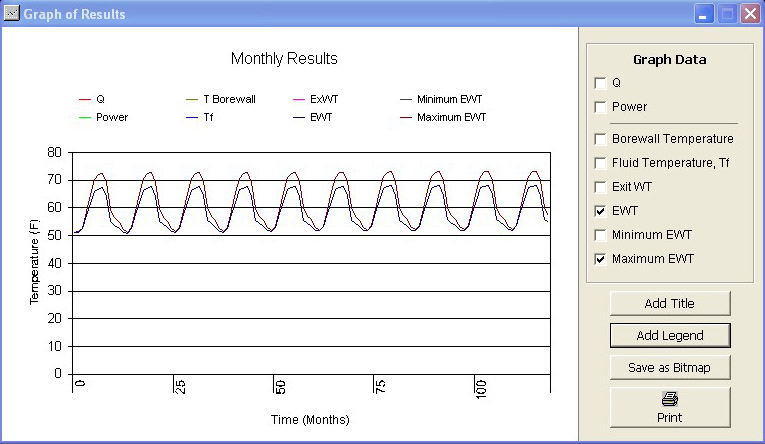 Graph of Results
Monthly Results
Q T Borewall ExWT Minimum EWT
Power Tf EWT Maximum EWT
80
70
60
50
40
30
20
10
0
Temperature (F)
0 25 50 75 100
Time (Months)
Graph Data
Q
Power
Borewall Temperature
Fluid Temperature, Tf
Exit WT
EWT
Minimum EWT
Maximum EWT
Add Title
Add Legend
Save as Bitmap
Print